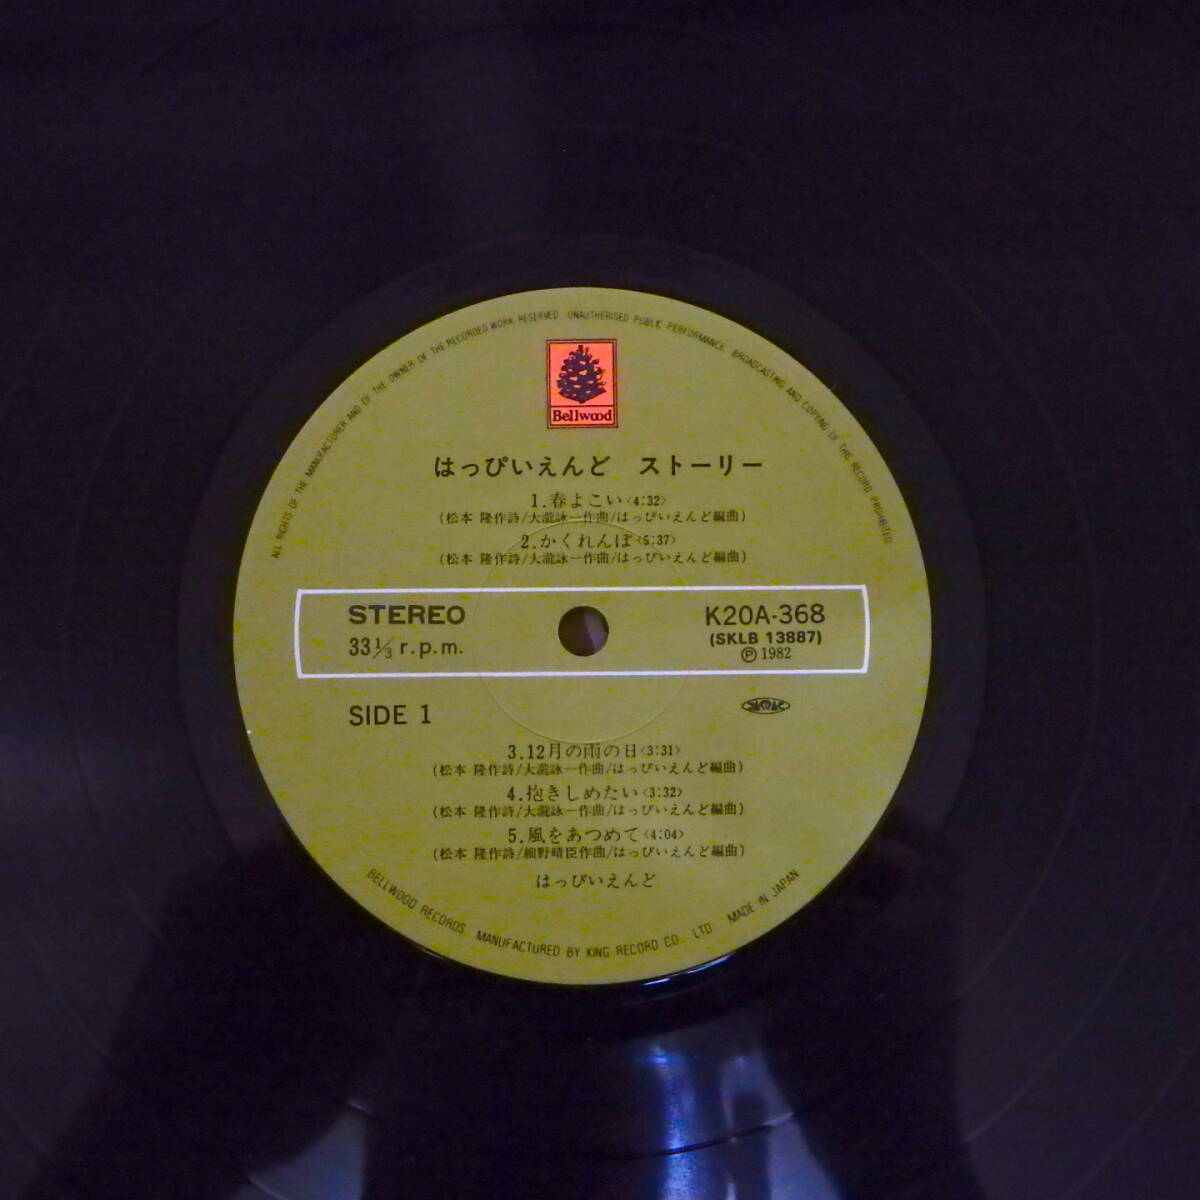 ALL RIGHTS OF THE MANUFACTURER AND OF THE OWNER OF THE RECORDED WORK RESERVED. UNAUTHERISED PUBLIC PERFORMANCE. BROADCASTING AND COPYING OF THIS RECORD PROHIBITED.
Bellwood
はっぴいえんど ストーリー
1.春よこい〈4:32〉
(松本 隆作詩/大瀧詠一作曲/はっぴいえんど編曲)
2.かくれんぼ〈5:37〉
(松本 隆作詩/大瀧詠一作曲/はっぴいえんど編曲)
STEREO
33 1/3 r.p.m.
K20A-368
(SKLB 13887)
Ⓟ 1982
SIDE 1
3.12月の雨の日〈3:31〉
(松本 隆作詩/大瀧詠一作曲/はっぴいえんど編曲)
4.抱きしめたい〈3:32〉
(松本 隆作詩/大瀧詠一作曲/はっぴいえんど編曲)
5.風をあつめて〈4:04〉
(松本 隆作詩/細野晴臣作曲/はっぴいえんど編曲)
はっぴいえんど
BELLWOOD RECORDS. MANUFACTURED BY KING RECORD CO. LTD MADE IN JAPAN